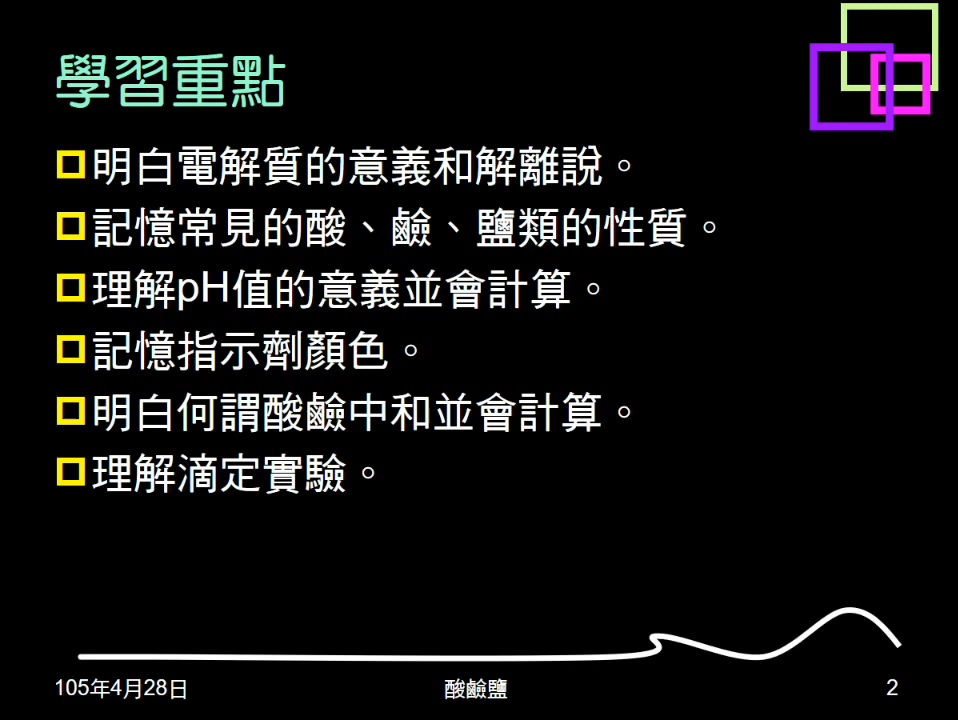 學習重點
明白電解質的意義和解離說。
記憶常見的酸、鹼、鹽類的性質。
理解pH值的意義並會計算。
記憶指示劑顏色。
明白何謂酸鹼中和並會計算。
理解滴定實驗。
105年4月28日
酸鹼鹽
2